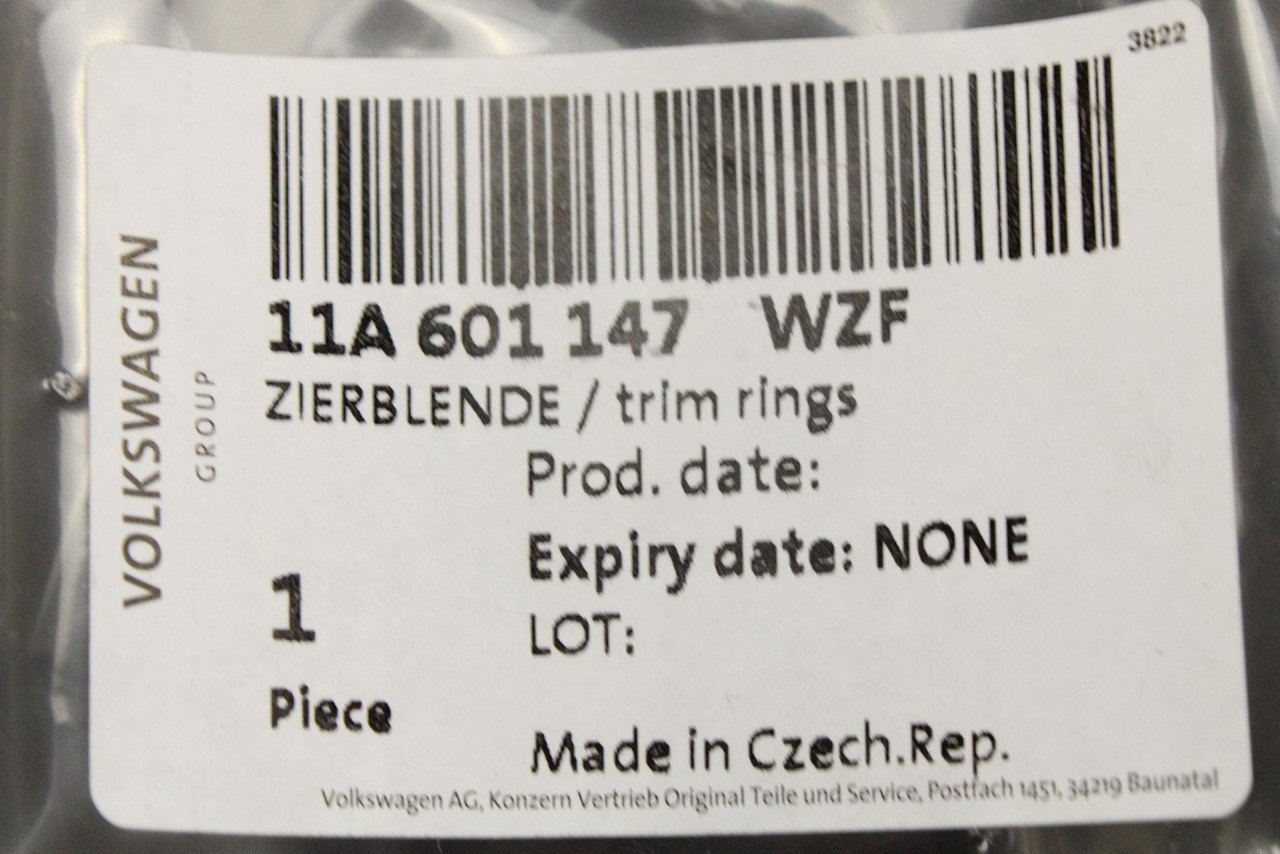 3822
11A 601 147 WZF
ZIERBLENDE / trim rings
Prod. date:
Expiry date: NONE
LOT:
1
Piece
Made in Czech.Rep.
Volkswagen AG, Konzern Vertrieb Original Teile und Service, Postfach 1451, 34219 Baunatal
VOLKSWAGEN
GROUP